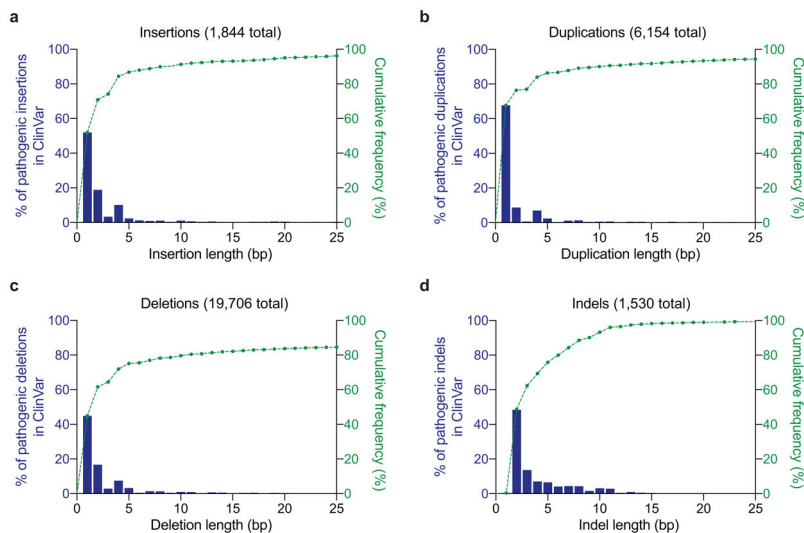 a
Insertions (1,844 total)
% of pathogenic insertions
in ClinVar
100
80
60
40
20
0
0 5 10 15 20 25
Insertion length (bp)
100
80
60
40
20
0
Cumulative frequency (%)
b
Duplications (6,154 total)
% of pathogenic duplications
in ClinVar
100
80
60
40
20
0
0 5 10 15 20 25
Duplication length (bp)
100
80
60
40
20
0
Cumulative frequency (%)
c
Deletions (19,706 total)
% of pathogenic deletions
in ClinVar
100
80
60
40
20
0
0 5 10 15 20 25
Deletion length (bp)
100
80
60
40
20
0
Cumulative frequency (%)
d
Indels (1,530 total)
% of pathogenic indels
in ClinVar
100
80
60
40
20
0
0 5 10 15 20 25
Indel length (bp)
100
80
60
40
20
0
Cumulative frequency (%)